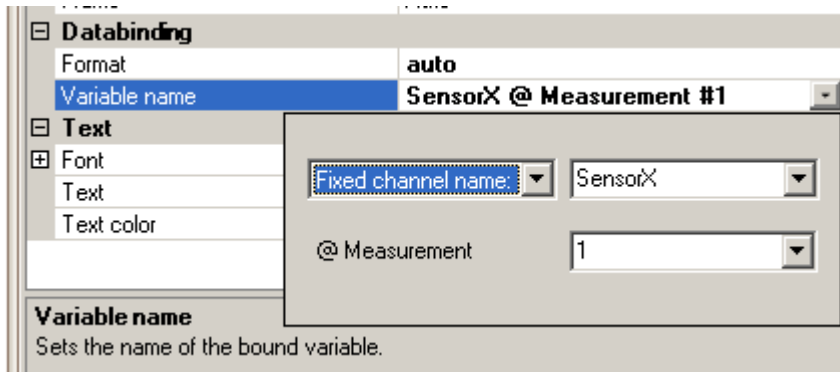 Databinding
Format auto
Variable name SensorX @ Measurement #1
Text
Font
Fixed channel name: SensorX
Text
Text color
@ Measurement 1
Variable name
Sets the name of the bound variable.